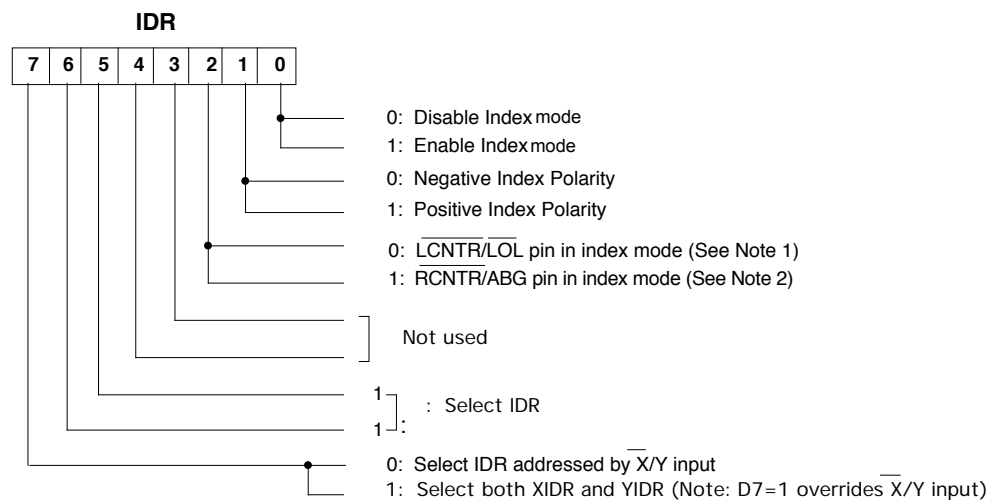 IDR
7 6 5 4 3 2 1 0
0: Disable Index mode
1: Enable Index mode
0: Negative Index Polarity
1: Positive Index Polarity
0: L̅C̅N̅T̅R̅/L̅O̅L̅ pin in index mode (See Note 1)
1: R̅C̅N̅T̅R̅/ABG pin in index mode (See Note 2)
Not used
1
: Select IDR
1 :
0: Select IDR addressed by X̅/Y input
1: Select both XIDR and YIDR (Note: D7=1 overrides X̅/Y input)